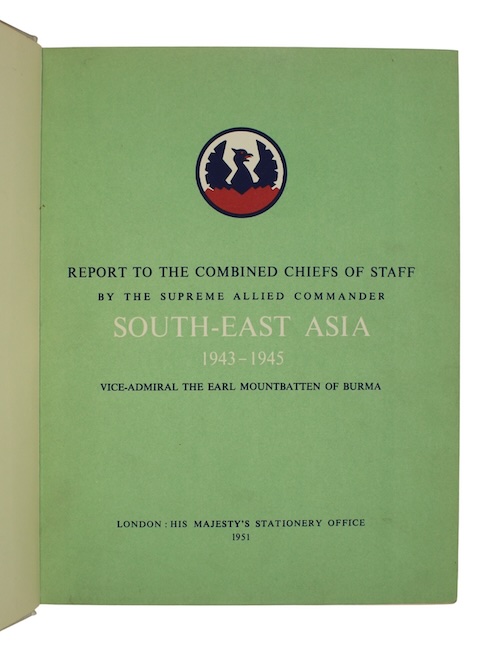 REPORT TO THE COMBINED CHIEFS OF STAFF
BY THE SUPREME ALLIED COMMANDER
SOUTH-EAST ASIA
1943–1945
VICE-ADMIRAL THE EARL MOUNTBATTEN OF BURMA
LONDON : HIS MAJESTY'S STATIONERY OFFICE
1951